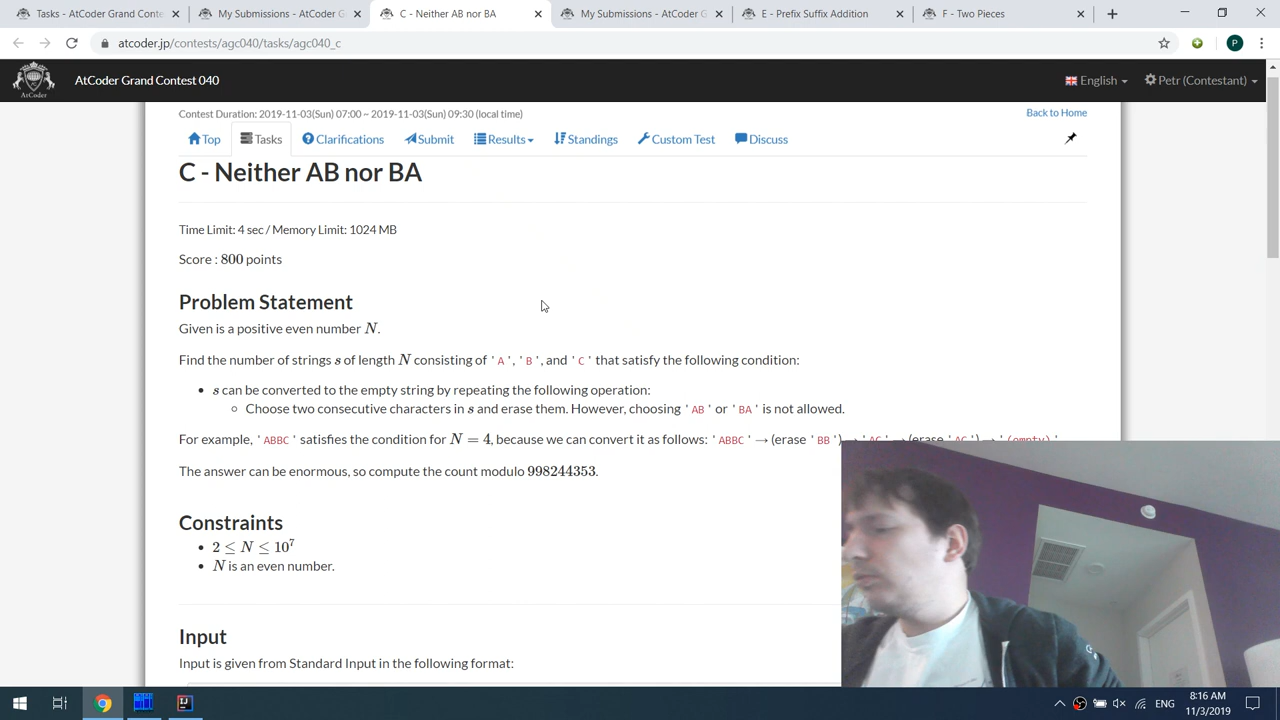 Tasks - AtCoder Grand Conte
My Submissions - AtCoder G
C - Neither AB nor BA
My Submissions - AtCoder G
E - Prefix Suffix Addition
F - Two Pieces
atcoder.jp/contests/agc040/tasks/agc040_c
P
AtCoder Grand Contest 040
English
Petr (Contestant)
Contest Duration: 2019-11-03(Sun) 07:00 ~ 2019-11-03(Sun) 09:30 (local time)
Back to Home
Top
Tasks
Clarifications
Submit
Results
Standings
Custom Test
Discuss
C - Neither AB nor BA
Time Limit: 4 sec / Memory Limit: 1024 MB
Score : 800 points
Problem Statement
Given is a positive even number N.
Find the number of strings s of length N consisting of 'A', 'B', and 'C' that satisfy the following condition:
• s can be converted to the empty string by repeating the following operation:
◦ Choose two consecutive characters in s and erase them. However, choosing 'AB' or 'BA' is not allowed.
For example, 'ABBC' satisfies the condition for N = 4, because we can convert it as follows: 'ABBC' → (erase 'BB') → 'AC' → (erase 'AC') → '(empty)'.
The answer can be enormous, so compute the count modulo 998244353.
Constraints
• 2 ≤ N ≤ 10⁷
• N is an even number.
Input
Input is given from Standard Input in the following format:
ENG
8:16 AM
11/3/2019